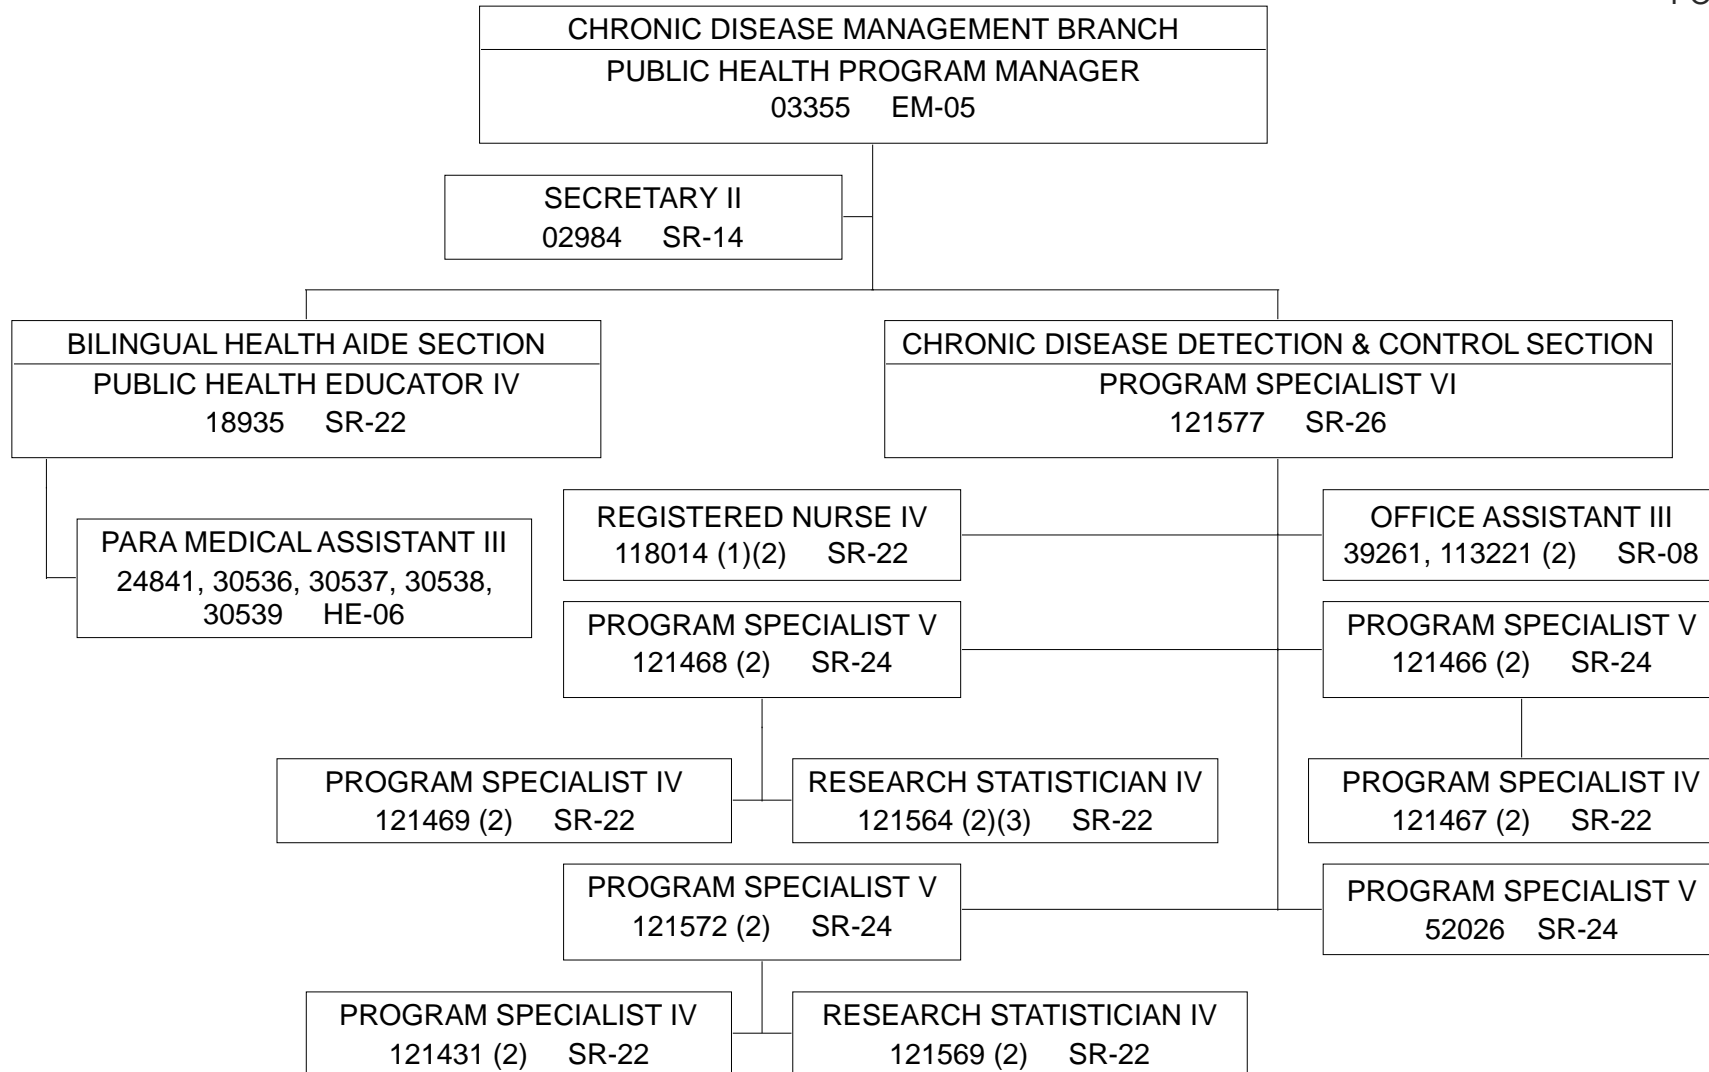 CHRONIC DISEASE MANAGEMENT BRANCH
PUBLIC HEALTH PROGRAM MANAGER
03355 EM-05
SECRETARY II
02984 SR-14
BILINGUAL HEALTH AIDE SECTION
PUBLIC HEALTH EDUCATOR IV
18935 SR-22
PARA MEDICAL ASSISTANT III
24841, 30536, 30537, 30538,
30539 HE-06
CHRONIC DISEASE DETECTION & CONTROL SECTION
PROGRAM SPECIALIST VI
121577 SR-26
REGISTERED NURSE IV
118014 (1)(2) SR-22
OFFICE ASSISTANT III
39261, 113221 (2) SR-08
PROGRAM SPECIALIST V
121468 (2) SR-24
PROGRAM SPECIALIST V
121466 (2) SR-24
PROGRAM SPECIALIST IV
121469 (2) SR-22
RESEARCH STATISTICIAN IV
121564 (2)(3) SR-22
PROGRAM SPECIALIST IV
121467 (2) SR-22
PROGRAM SPECIALIST V
121572 (2) SR-24
PROGRAM SPECIALIST V
52026 SR-24
PROGRAM SPECIALIST IV
121431 (2) SR-22
RESEARCH STATISTICIAN IV
121569 (2) SR-22